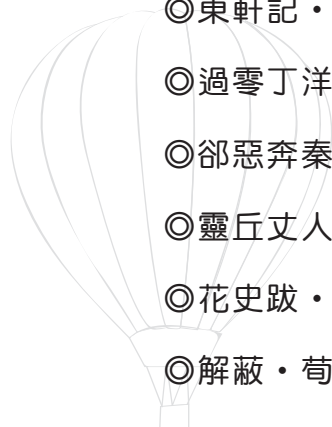 ◎東軒記・
◎過零丁洋
◎郤惡奔秦
◎靈丘丈人
◎花史跋・
◎解蔽・荀